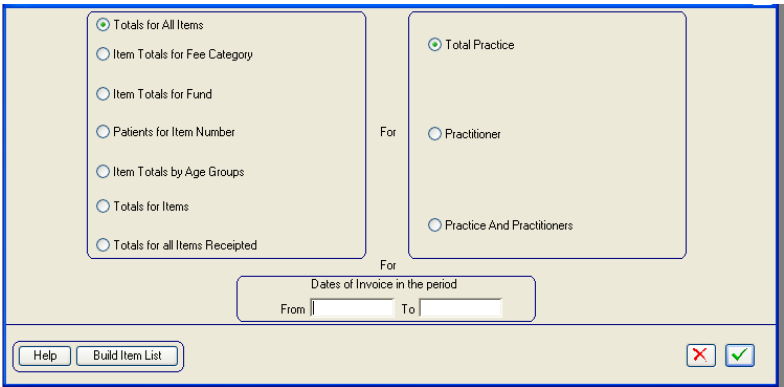 Totals for All Items
Item Totals for Fee Category
Item Totals for Fund
Patients for Item Number
Item Totals by Age Groups
Totals for Items
Totals for all Items Receipted
For
Total Practice
Practitioner
Practice And Practitioners
For
Dates of Invoice in the period
From To
Help Build Item List